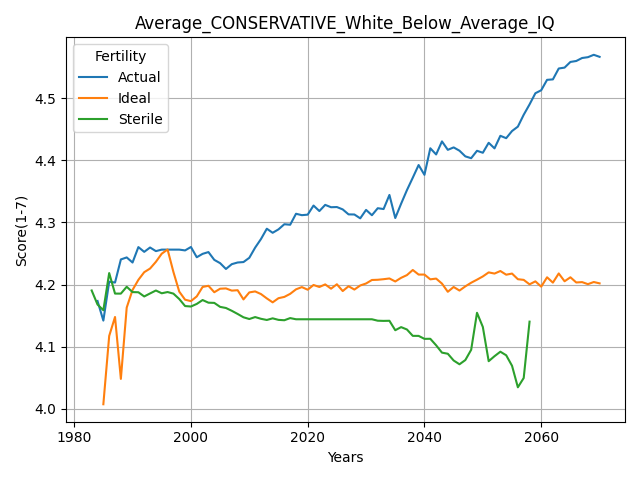 Average_CONSERVATIVE_White_Below_Average_IQ
Fertility
Actual
Ideal
Sterile
Score(1-7)
4.5
4.4
4.3
4.2
4.1
4.0
1980
2000
2020
2040
2060
Years